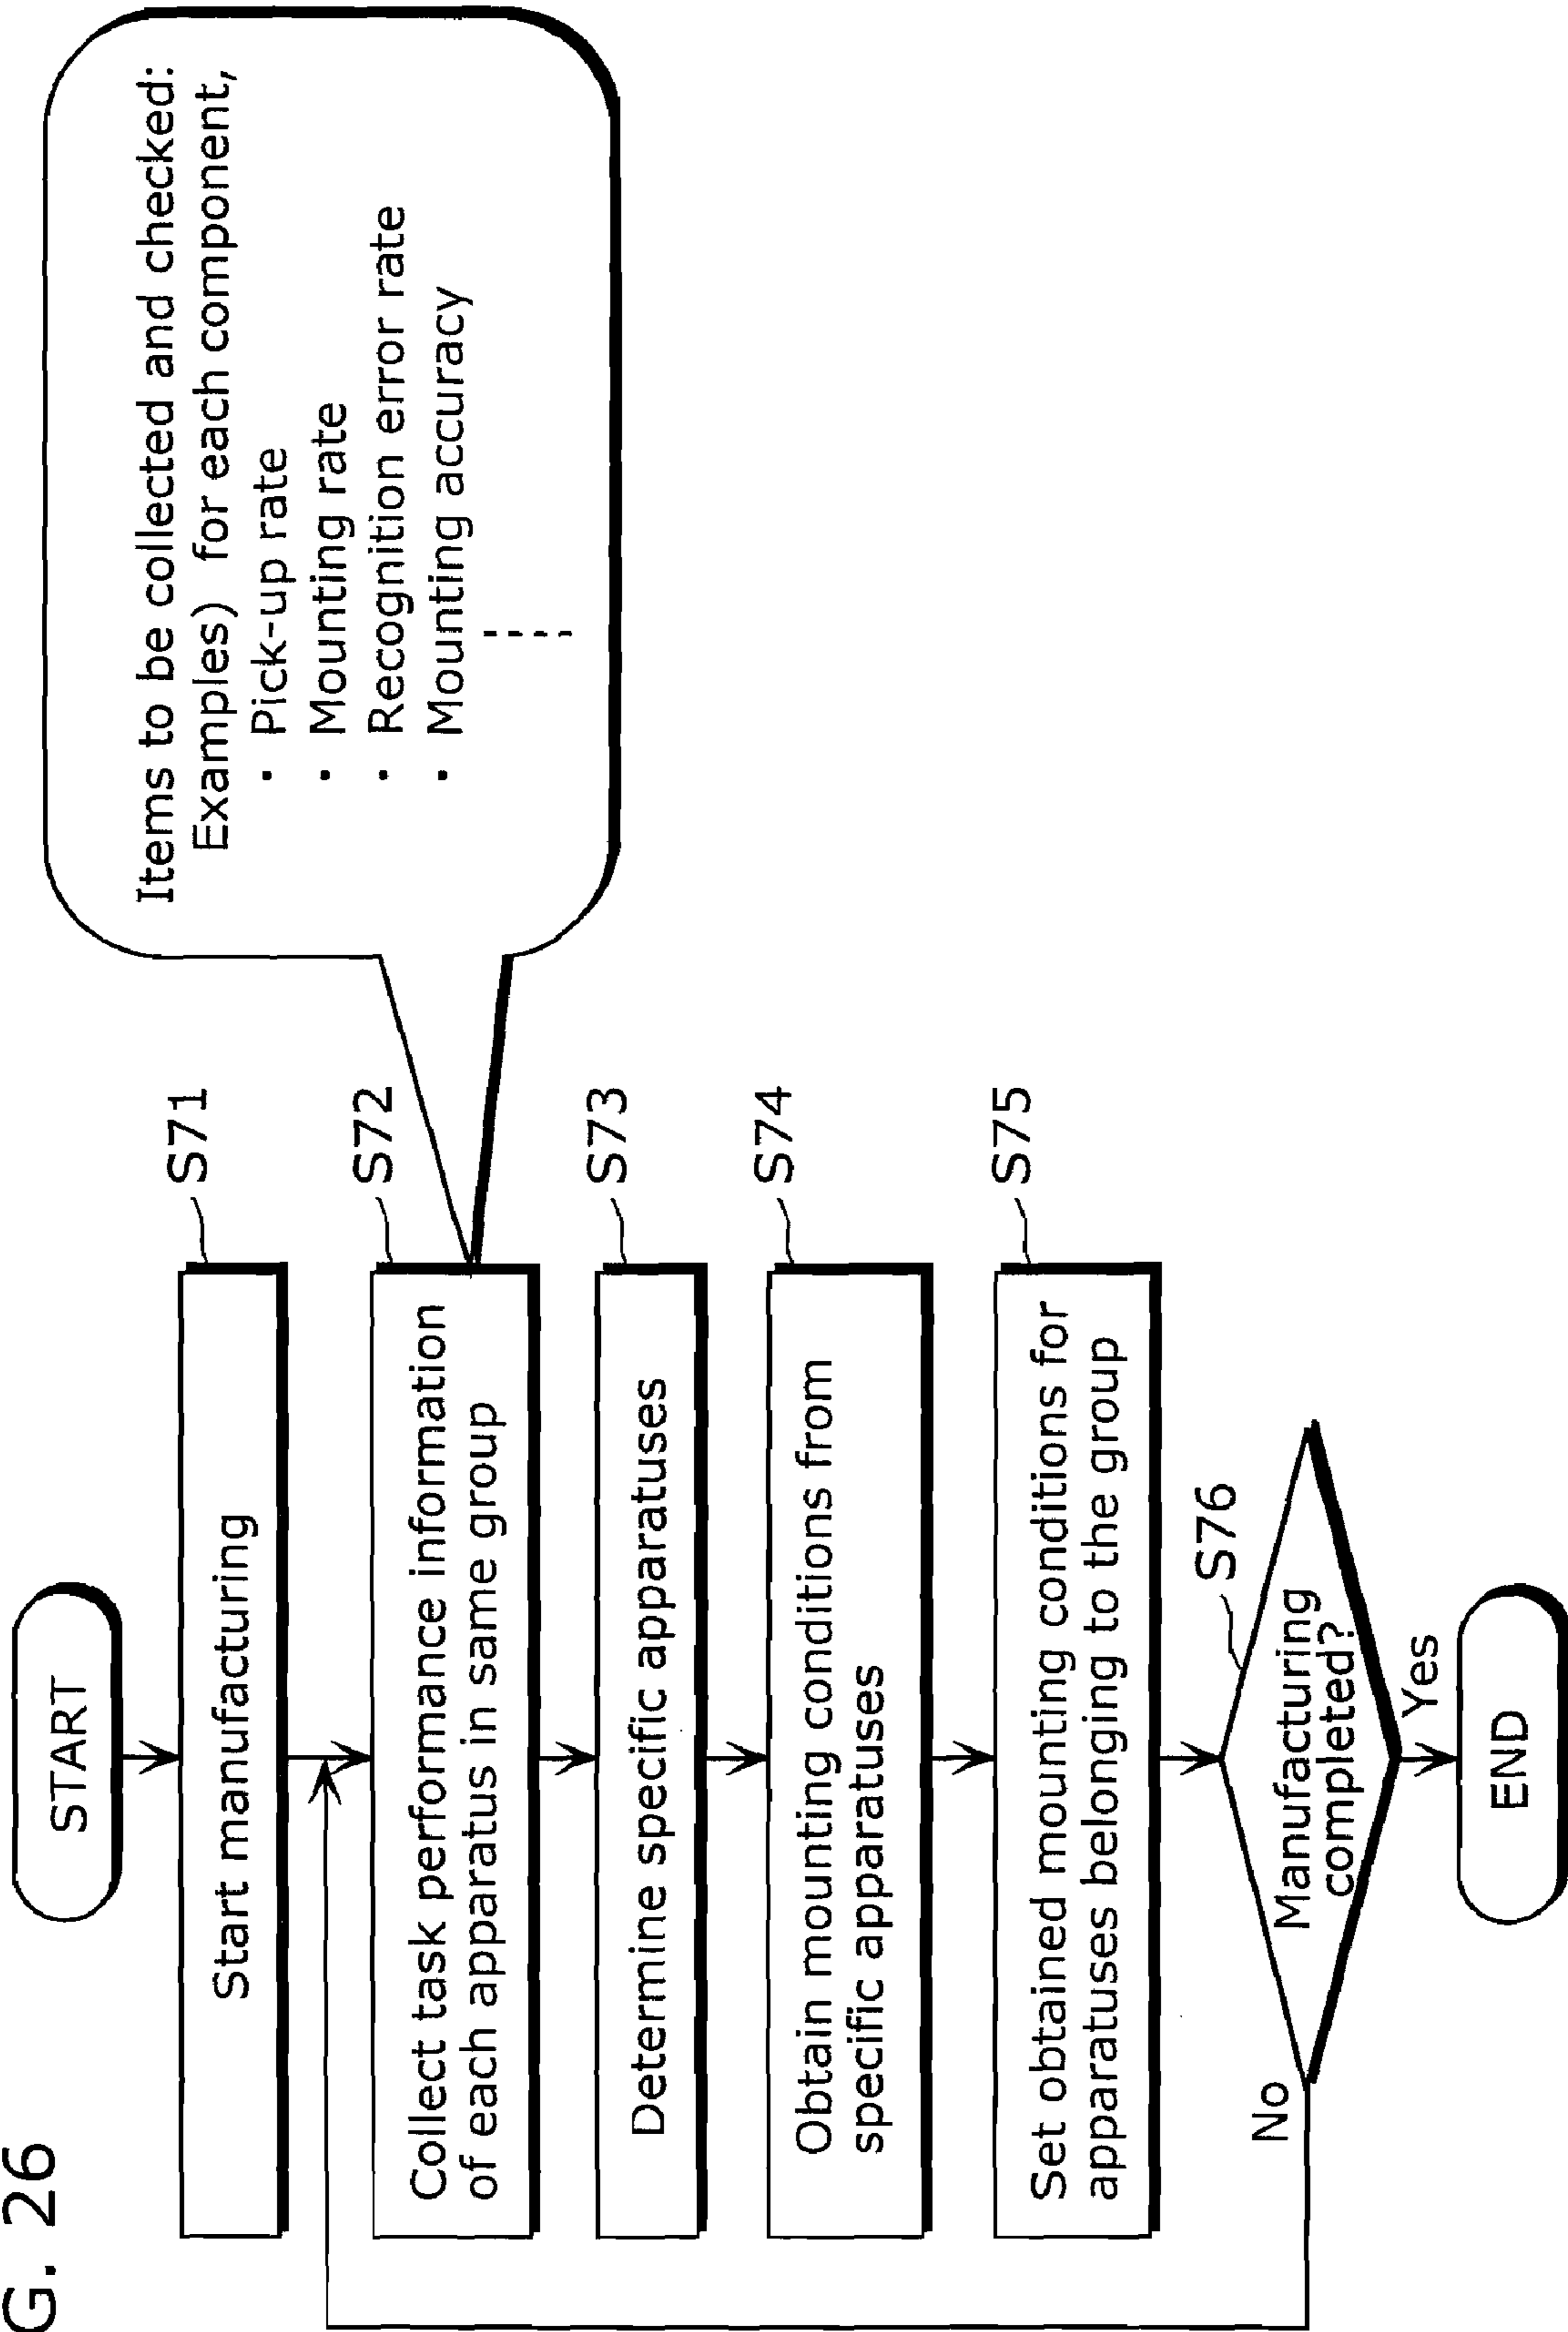 G. 26
START
S71
Start manufacturing
S72
Collect task performance information
of each apparatus in same group
Items to be collected and checked:
Examples) for each component,
· Pick-up rate
· Mounting rate
· Recognition error rate
· Mounting accuracy
S73
Determine specific apparatuses
S74
Obtain mounting conditions from
specific apparatuses
S75
Set obtained mounting conditions for
apparatuses belonging to the group
S76
Manufacturing
completed?
No
Yes
END